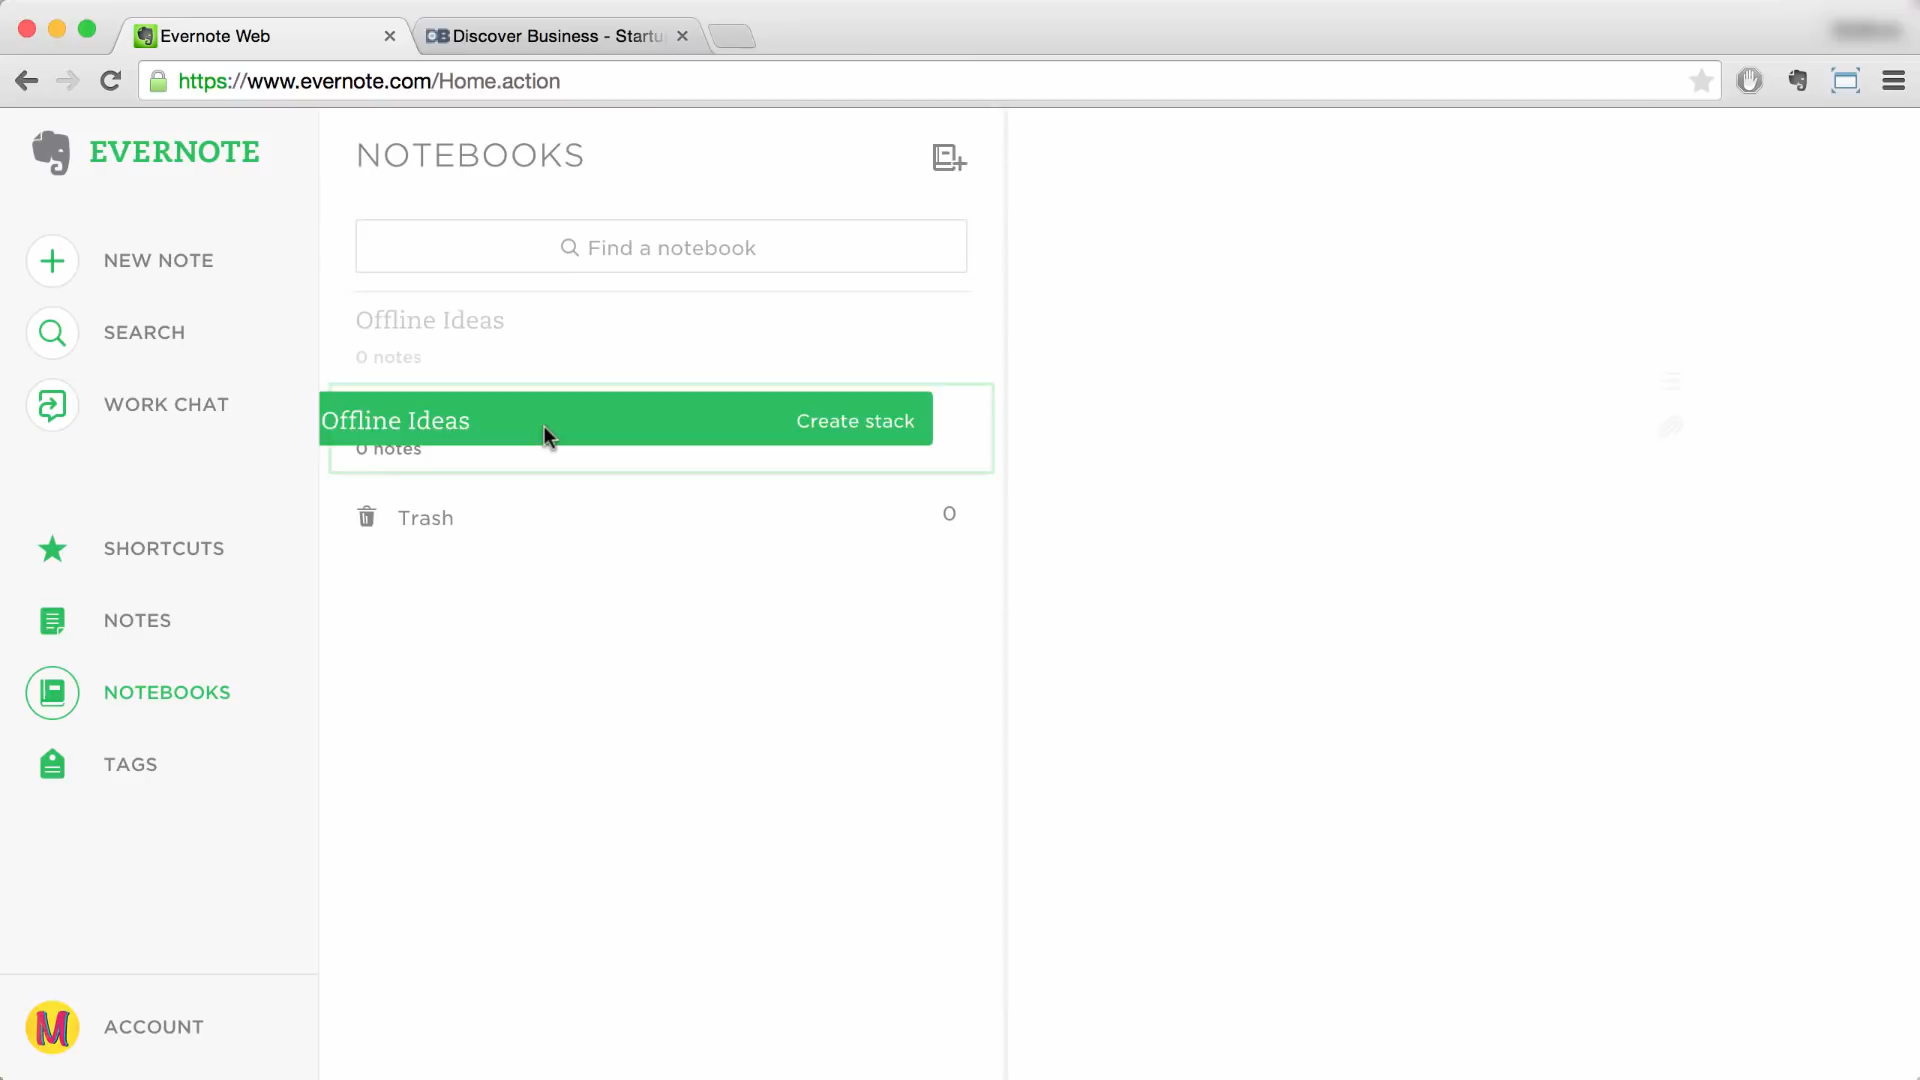 Evernote Web
DB Discover Business - Startu
https://www.evernote.com/Home.action
EVERNOTE
NOTEBOOKS
NEW NOTE
Find a notebook
SEARCH
Offline Ideas
0 notes
WORK CHAT
Offline Ideas
Create stack
0 notes
Trash
0
SHORTCUTS
NOTES
NOTEBOOKS
TAGS
M
ACCOUNT